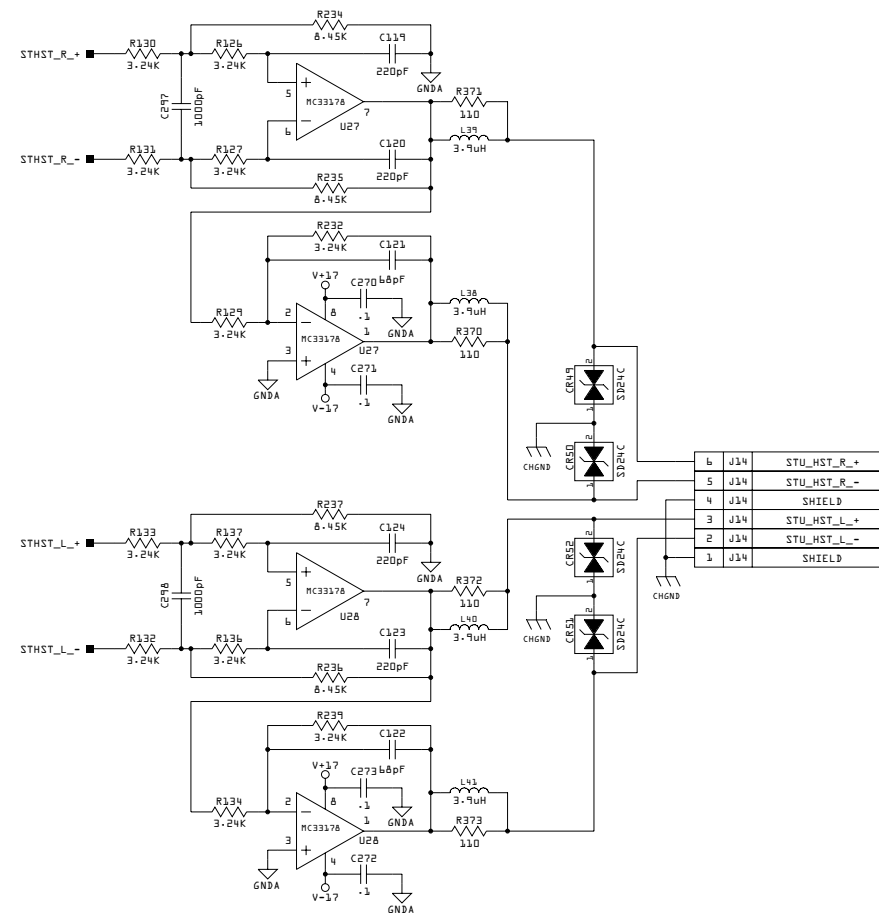 R234
8.45K
STHST_R_+
R130
3.24K
R126
3.24K
C119
220pF
GNDA
C297
1000pF
+
5
MC33178
7
6
−
U27
R371
110
L39
3.9uH
STHST_R_-
R131
3.24K
R127
3.24K
C120
220pF
R235
8.45K
R232
3.24K
C121
68pF
V+17
C270
.1
8
GNDA
R129
3.24K
2
−
MC33178
1
U27
3
+
GNDA
4
V-17
C271
.1
GNDA
L38
3.9uH
R370
110
CR49
2
1
SD24C
CHGND
CR50
2
1
SD24C
6 J14 STU_HST_R_+
5 J14 STU_HST_R_-
4 J14 SHIELD
3 J14 STU_HST_L_+
2 J14 STU_HST_L_-
1 J14 SHIELD
CHGND
R237
8.45K
STHST_L_+
R133
3.24K
R137
3.24K
C124
220pF
GNDA
C298
1000pF
+
5
MC33178
7
6
−
U28
R372
110
L40
3.9uH
CR52
2
1
SD24C
CHGND
CR51
2
1
SD24C
STHST_L_-
R132
3.24K
R136
3.24K
C123
220pF
R236
8.45K
R239
3.24K
C122
68pF
V+17
C273
.1
8
GNDA
R134
3.24K
2
−
MC33178
1
U28
3
+
GNDA
4
V-17
C272
.1
GNDA
L41
3.9uH
R373
110